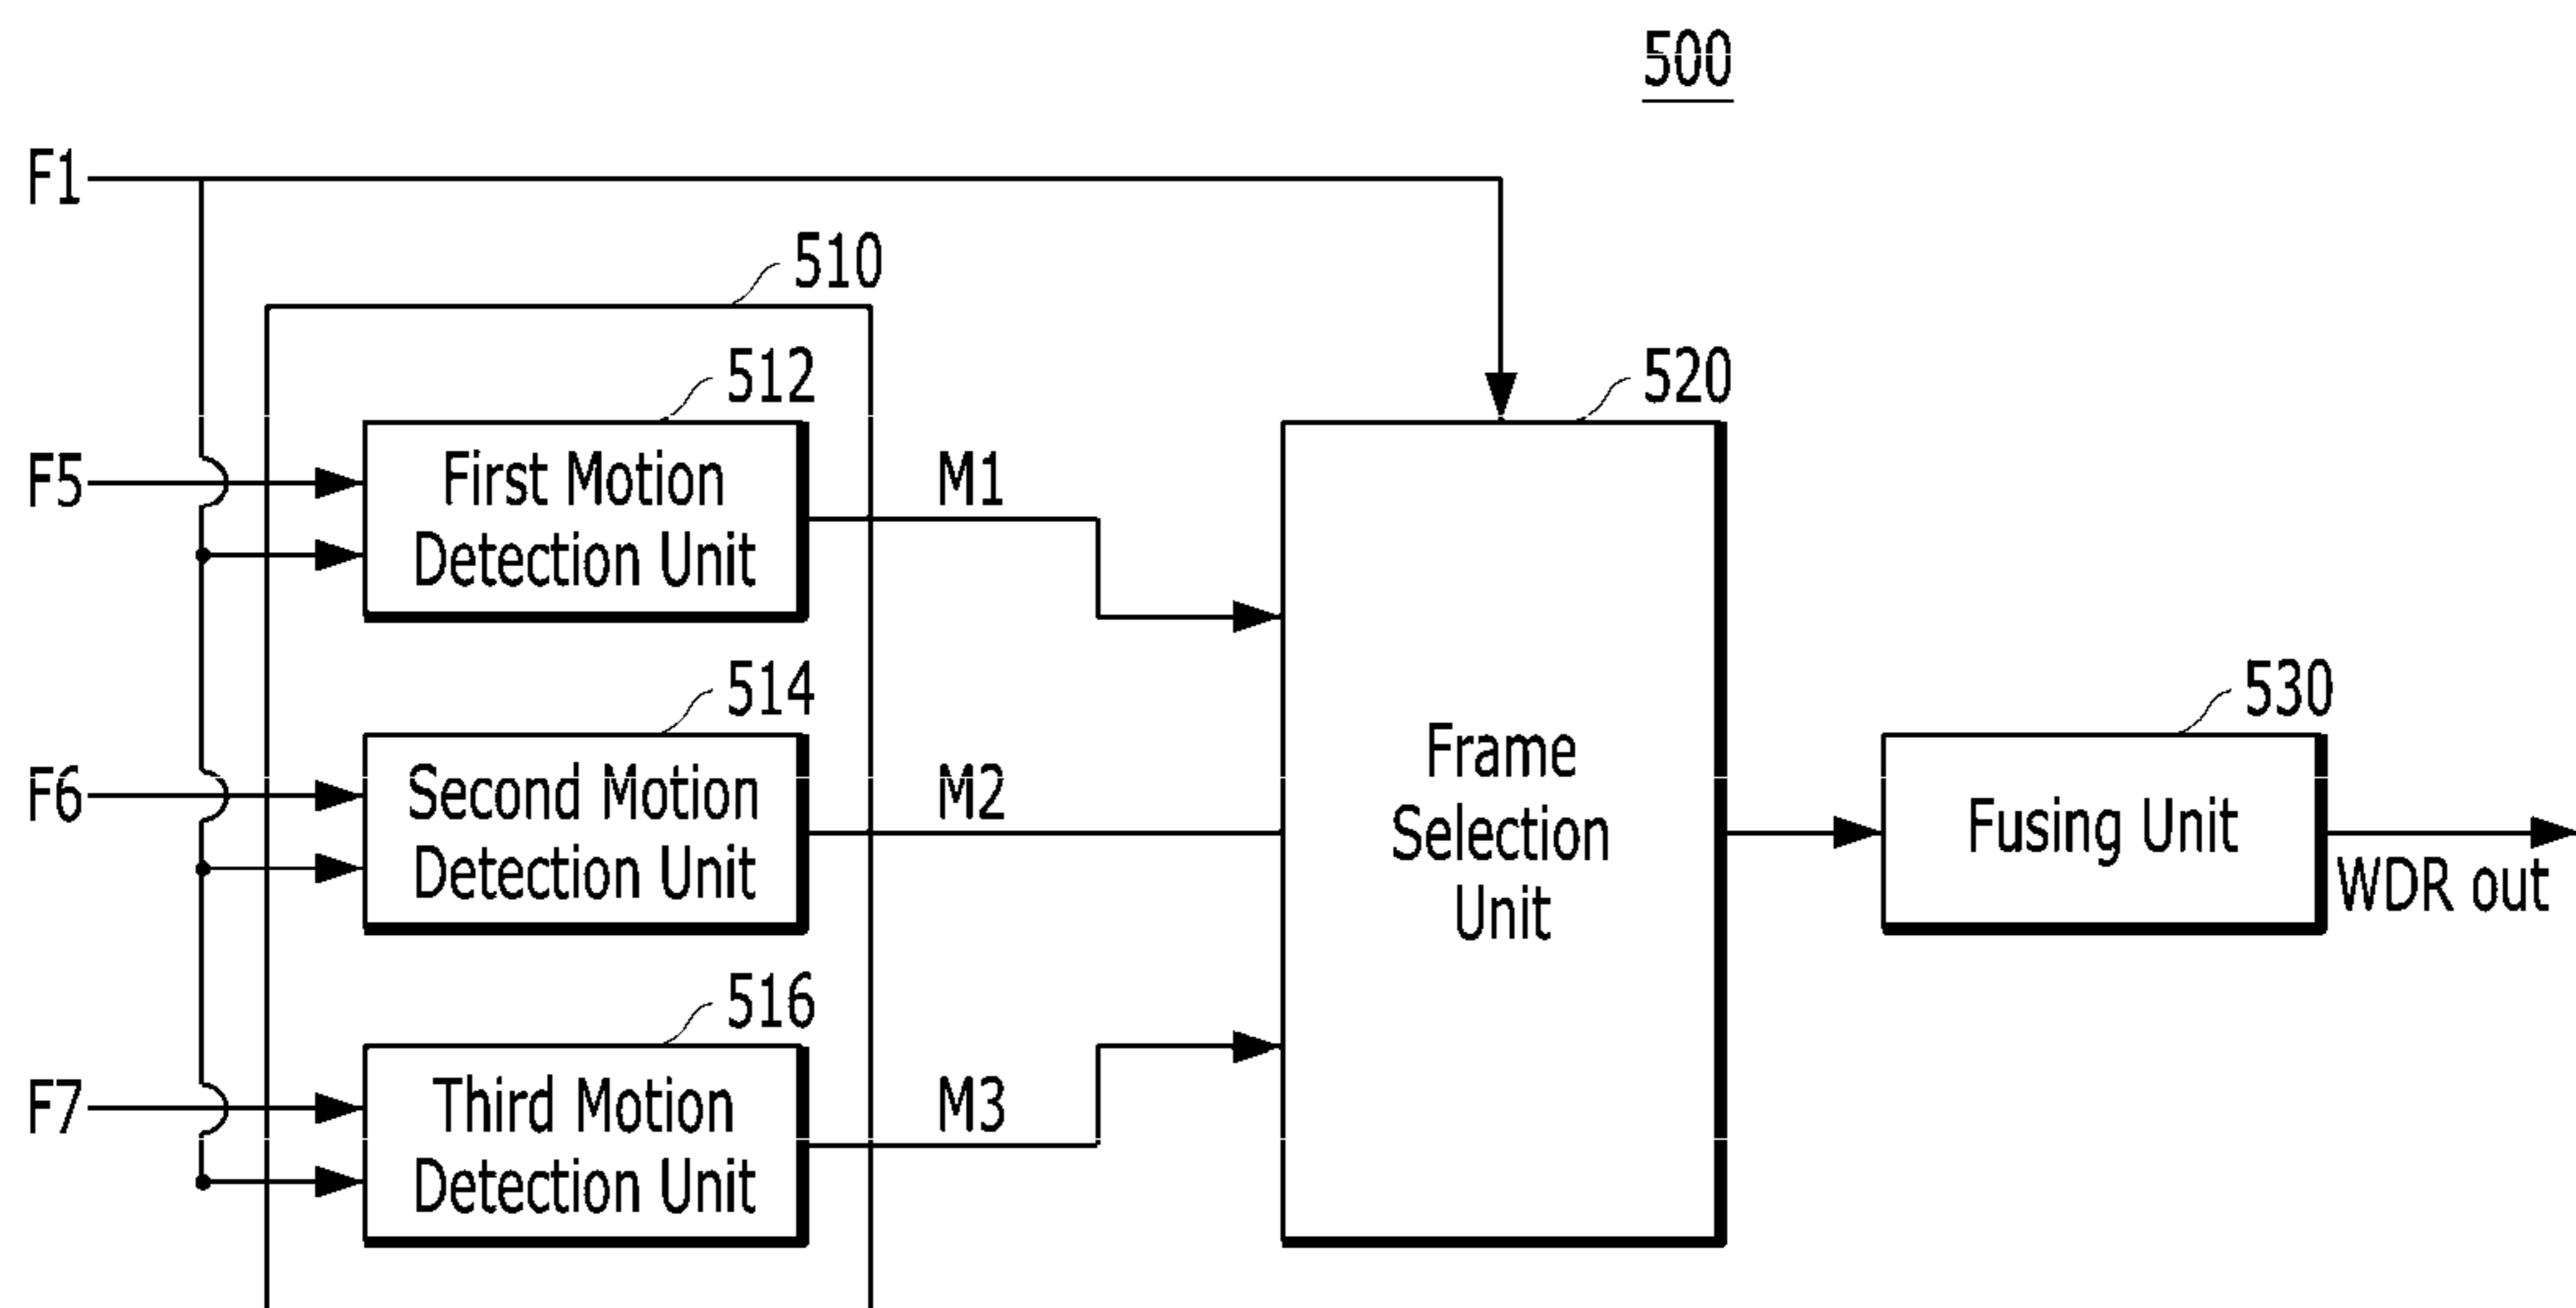 500
F1
510
512
520
F5
First Motion
Detection Unit
M1
514
530
F6
Second Motion
Detection Unit
M2
Frame
Selection
Unit
Fusing Unit
WDR out
516
F7
Third Motion
Detection Unit
M3